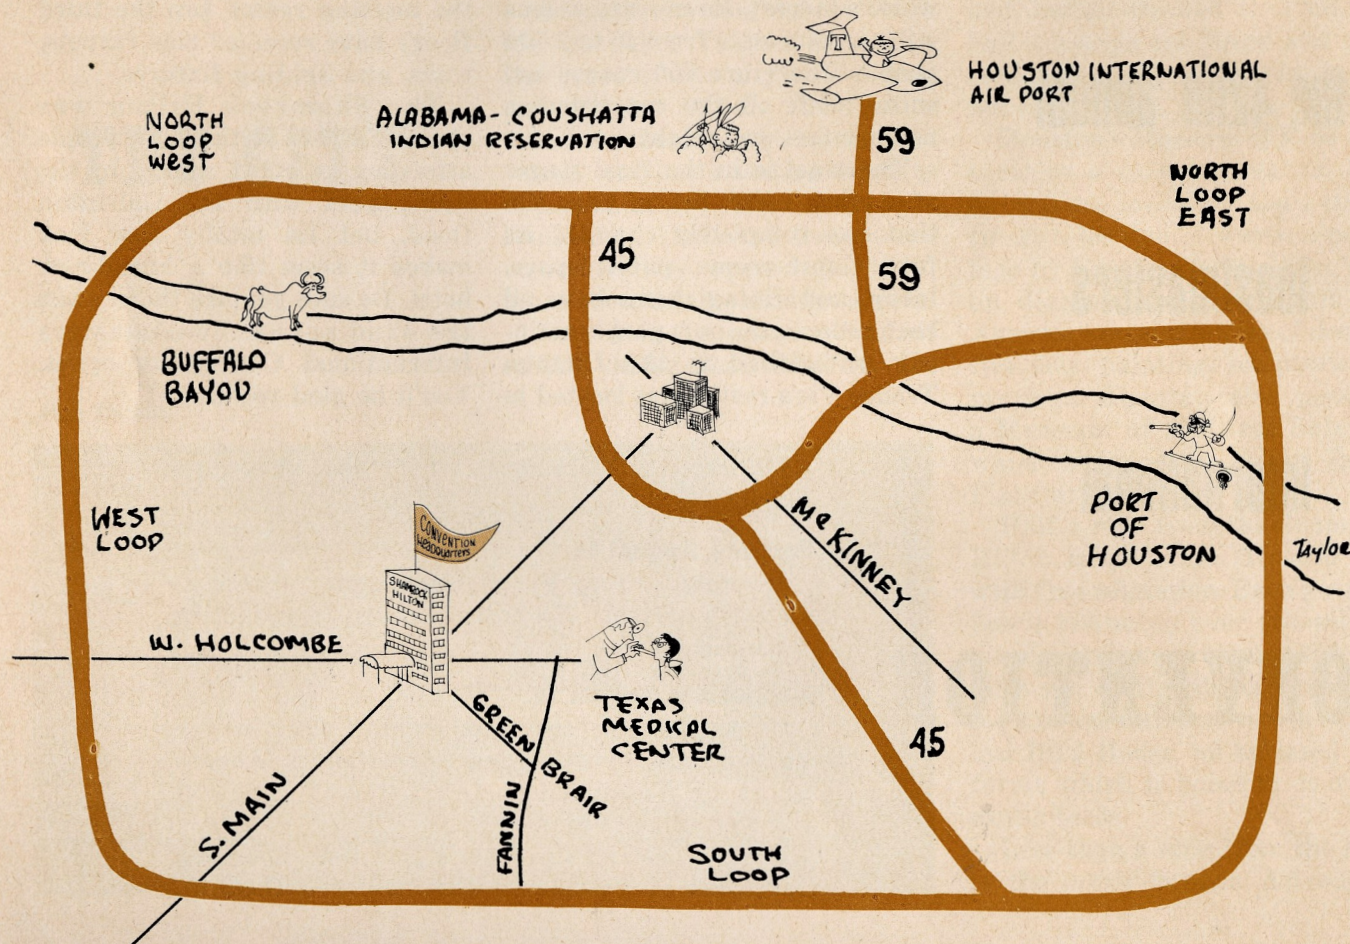 T
HOUSTON INTERNATIONAL
AIR PORT
ALABAMA - COUSHATTA
INDIAN RESERVATION
59
NORTH
LOOP
WEST
NORTH
LOOP
EAST
45
59
BUFFALO
BAYOU
WEST
LOOP
CONVENTION
HeadQuarters
SHAMROCK
HILTON
MCKINNEY
PORT
OF
HOUSTON
Taylor
W. HOLCOMBE
GREEN BRAIR
TEXAS
MEDICAL
CENTER
45
S. MAIN
FANNIN
SOUTH
LOOP